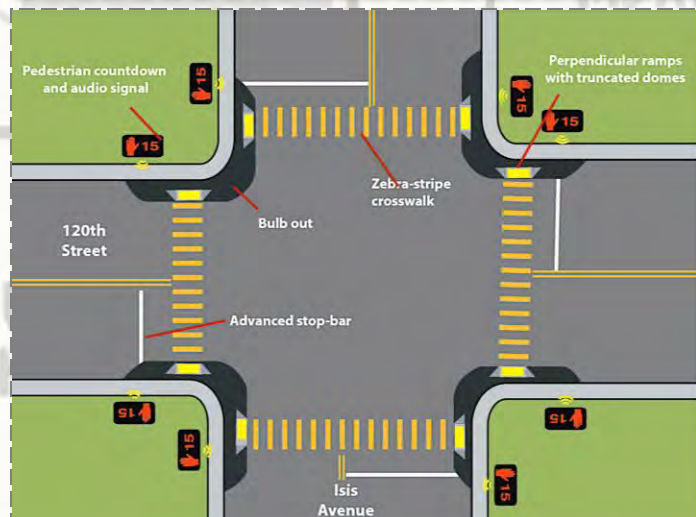 Pedestrian countdown
and audio signal
15
15
15
15
Perpendicular ramps
with truncated domes
Zebra-stripe
crosswalk
Bulb out
120th
Street
Advanced stop-bar
15
15
15
15
Isis
Avenue